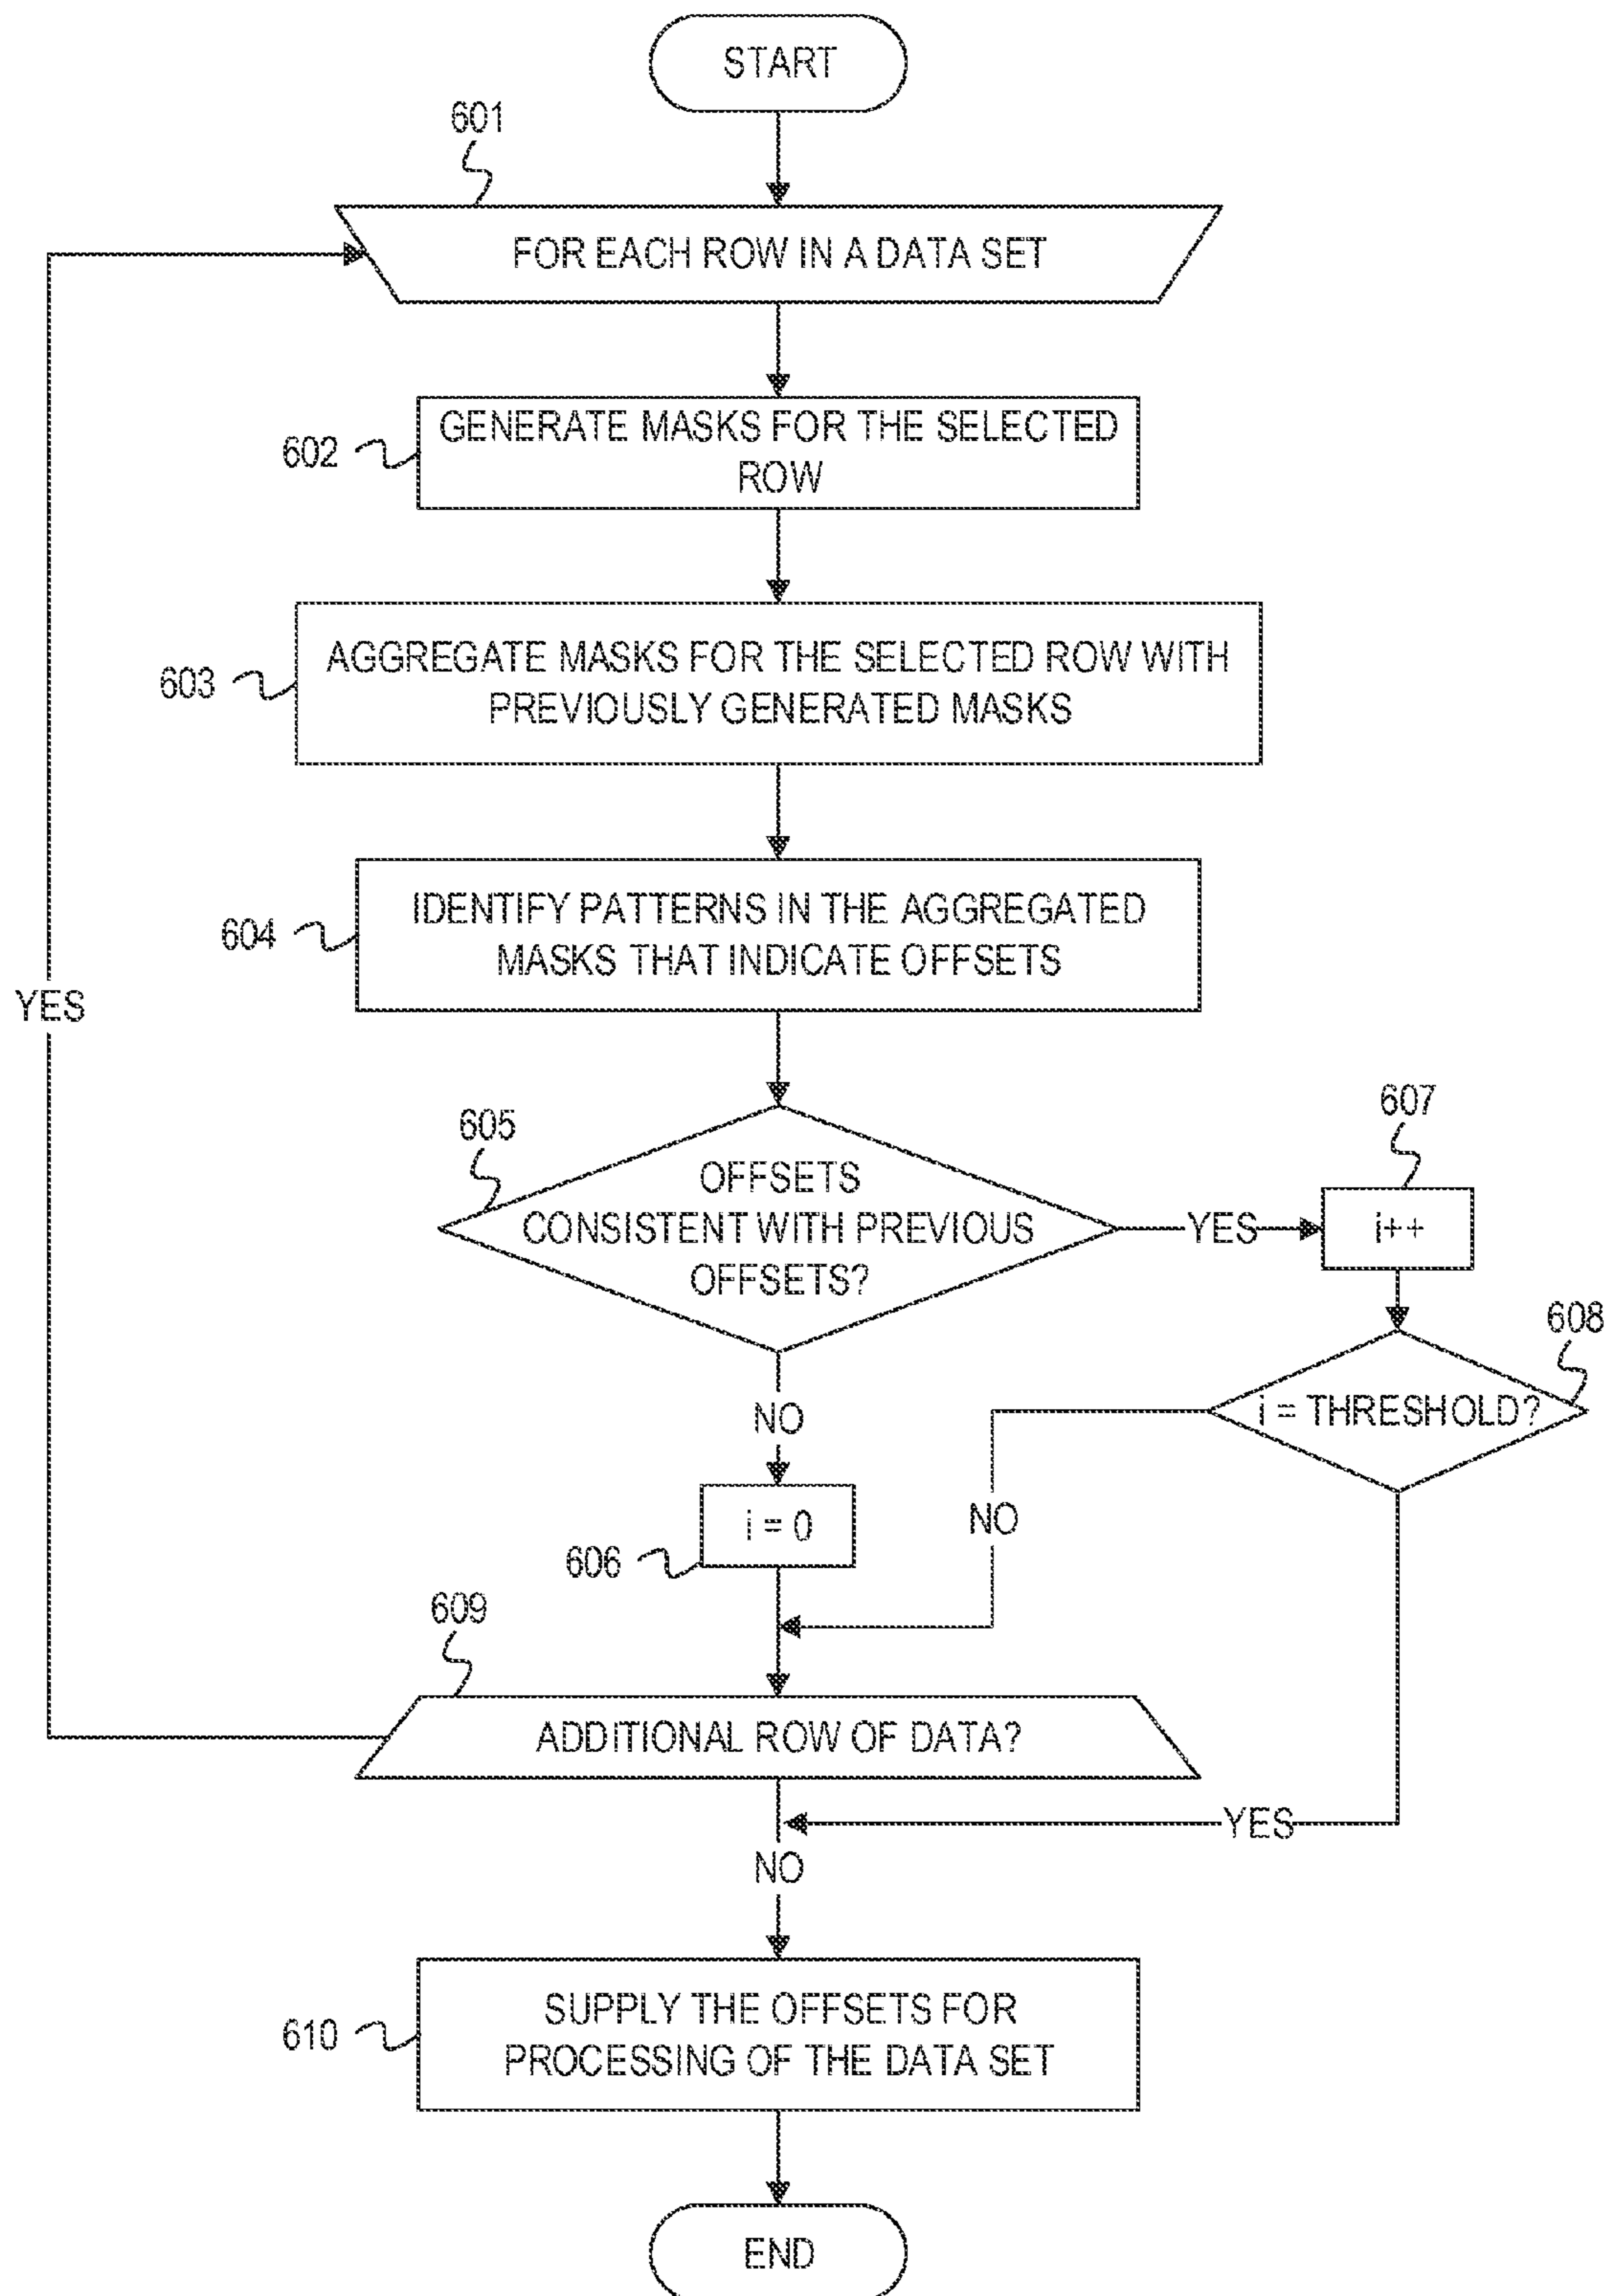 START
601
FOR EACH ROW IN A DATA SET
602
GENERATE MASKS FOR THE SELECTED
ROW
603
AGGREGATE MASKS FOR THE SELECTED ROW WITH
PREVIOUSLY GENERATED MASKS
604
IDENTIFY PATTERNS IN THE AGGREGATED
MASKS THAT INDICATE OFFSETS
YES
605
OFFSETS
CONSISTENT WITH PREVIOUS
OFFSETS?
YES
607
i++
608
i = THRESHOLD?
NO
NO
606
i = 0
609
ADDITIONAL ROW OF DATA?
YES
NO
610
SUPPLY THE OFFSETS FOR
PROCESSING OF THE DATA SET
END